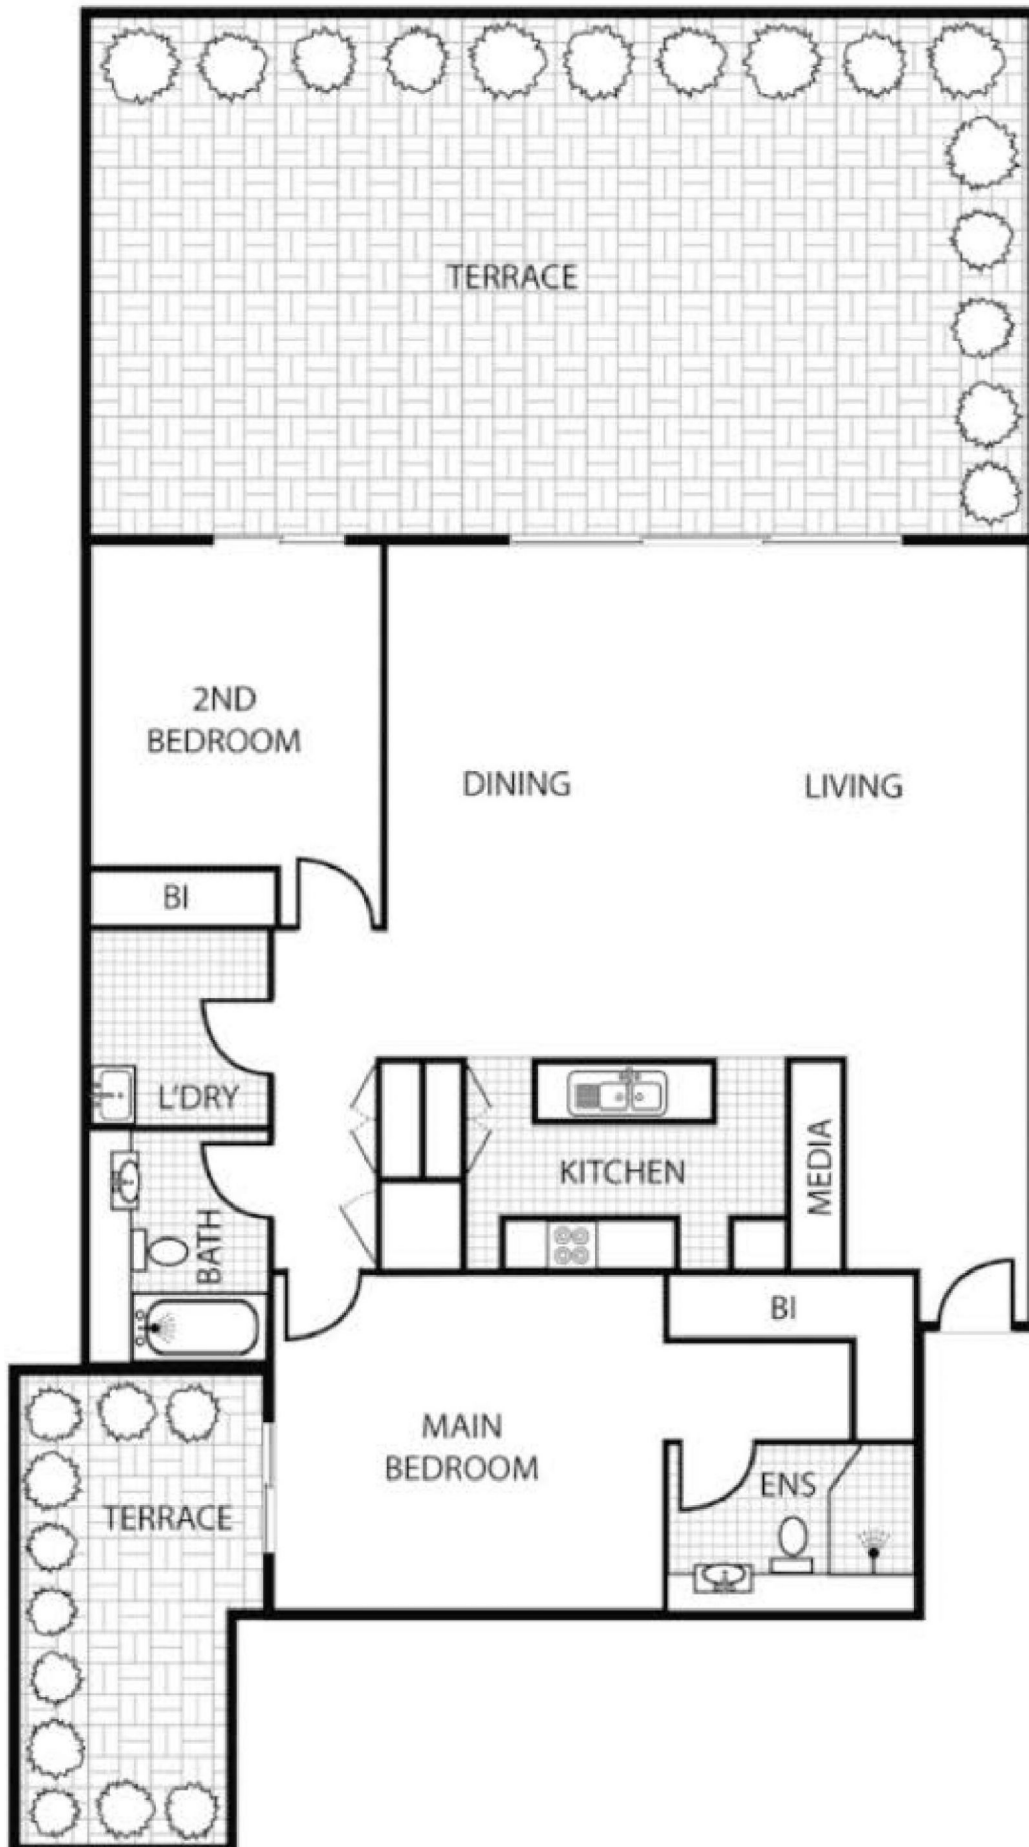 TERRACE
2ND
BEDROOM
DINING
LIVING
BI
L'DRY
KITCHEN
MEDIA
BATH
BI
MAIN
BEDROOM
ENS
TERRACE